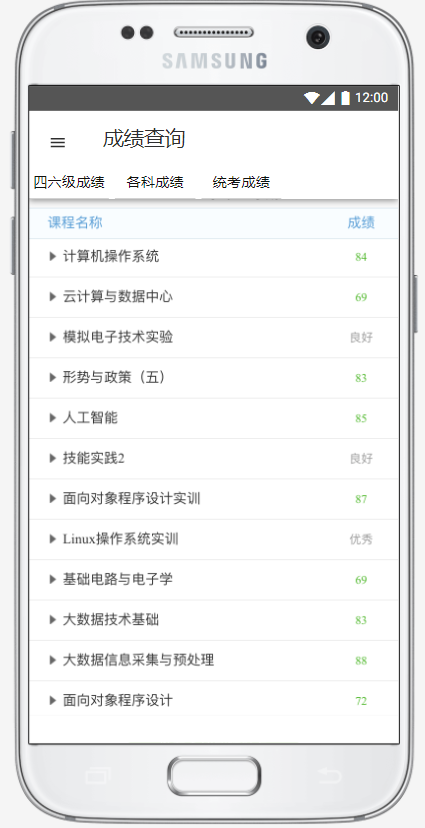 SAMSUNG
12:00
成绩查询
四六级成绩 各科成绩 统考成绩
课程名称 成绩
计算机操作系统 84
云计算与数据中心 69
模拟电子技术实验 良好
形势与政策（五） 83
人工智能 85
技能实践2 良好
面向对象程序设计实训 87
Linux操作系统实训 优秀
基础电路与电子学 69
大数据技术基础 83
大数据信息采集与预处理 88
面向对象程序设计 72